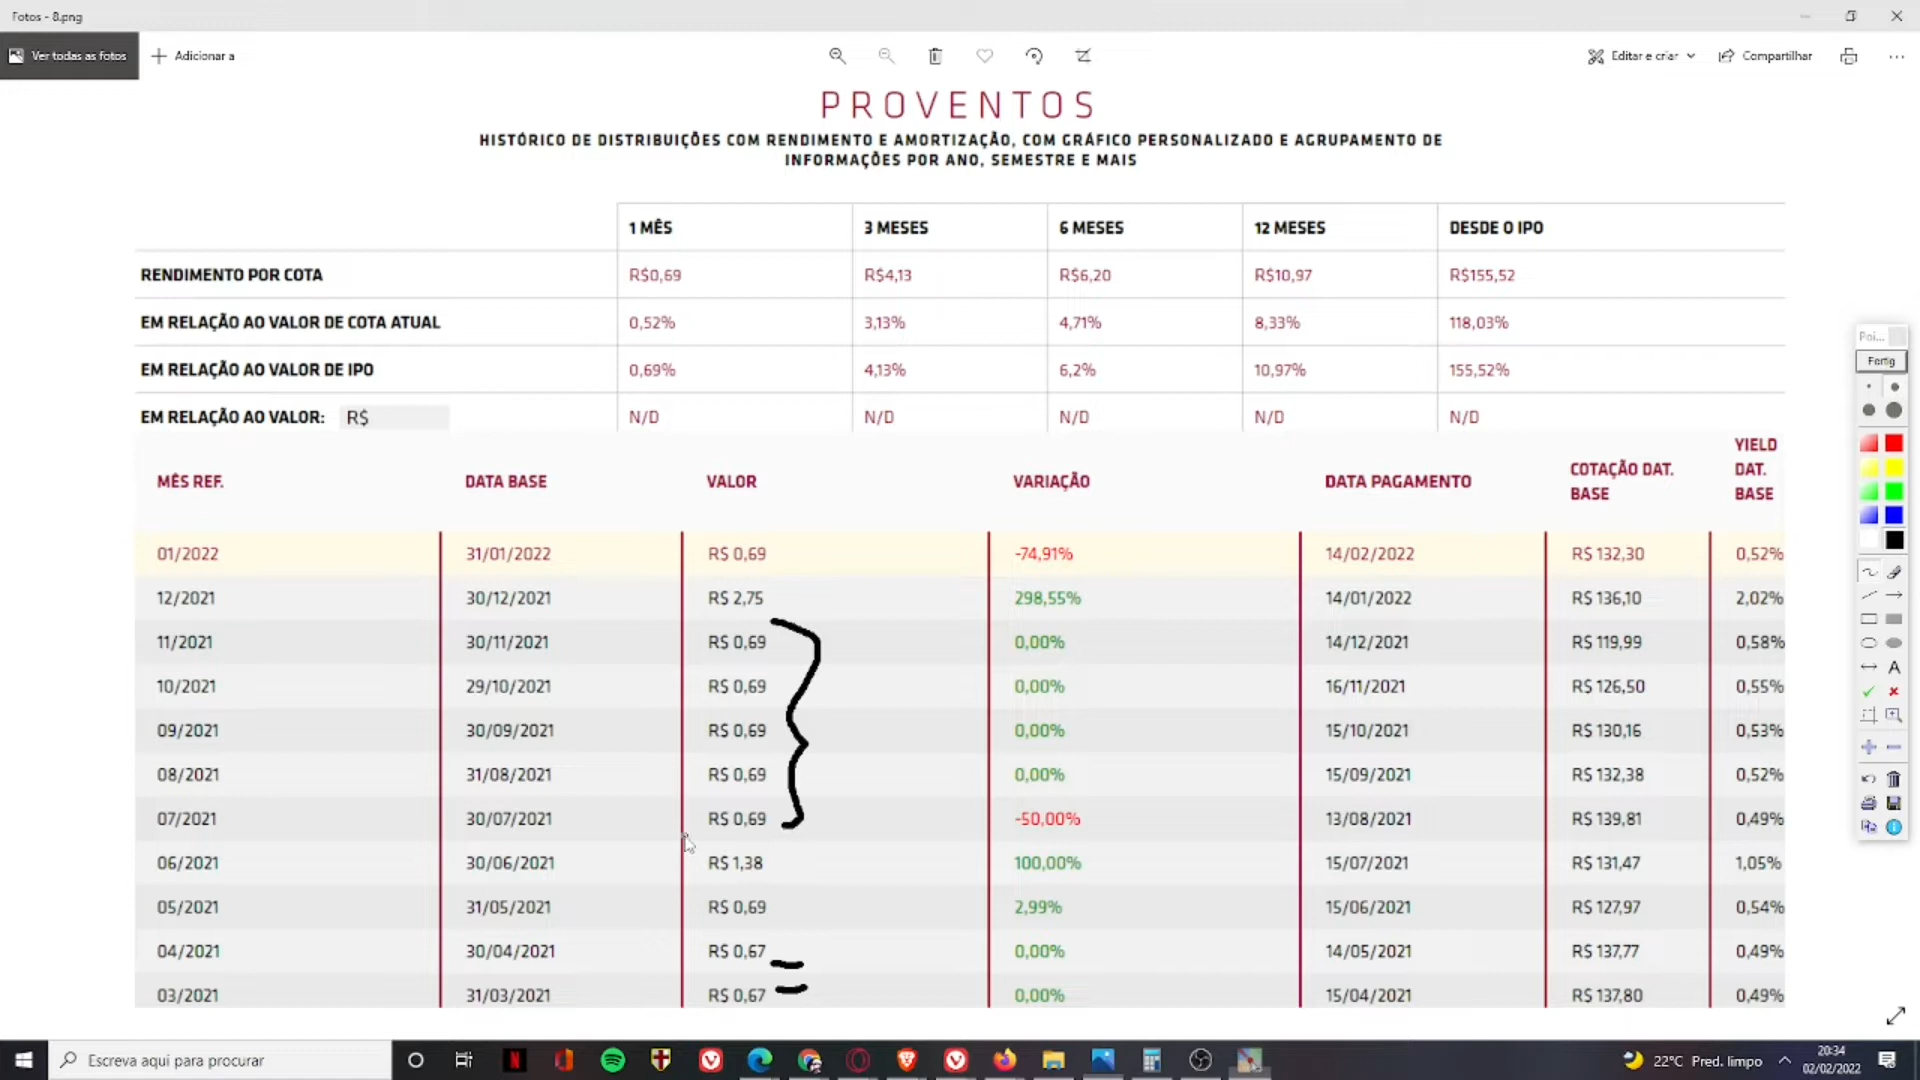 Fotos - 8.png
Ver todas as fotos
Adicionar a
Editar e criar
Compartilhar
PROVENTOS
HISTÓRICO DE DISTRIBUIÇÕES COM RENDIMENTO E AMORTIZAÇÃO, COM GRÁFICO PERSONALIZADO E AGRUPAMENTO DE
INFORMAÇÕES POR ANO, SEMESTRE E MAIS
1 MÊS 3 MESES 6 MESES 12 MESES DESDE O IPO
RENDIMENTO POR COTA R$0,69 R$4,13 R$6,20 R$10,97 R$155,52
EM RELAÇÃO AO VALOR DE COTA ATUAL 0,52% 3,13% 4,71% 8,33% 118,03%
EM RELAÇÃO AO VALOR DE IPO 0,69% 4,13% 6,2% 10,97% 155,52%
EM RELAÇÃO AO VALOR: R$ N/D N/D N/D N/D N/D
MÊS REF. DATA BASE VALOR VARIAÇÃO DATA PAGAMENTO COTAÇÃO DAT. BASE YIELD DAT. BASE
01/2022 31/01/2022 R$ 0,69 -74,91% 14/02/2022 R$ 132,30 0,52%
12/2021 30/12/2021 R$ 2,75 298,55% 14/01/2022 R$ 136,10 2,02%
11/2021 30/11/2021 R$ 0,69 0,00% 14/12/2021 R$ 119,99 0,58%
10/2021 29/10/2021 R$ 0,69 0,00% 16/11/2021 R$ 126,50 0,55%
09/2021 30/09/2021 R$ 0,69 0,00% 15/10/2021 R$ 130,16 0,53%
08/2021 31/08/2021 R$ 0,69 0,00% 15/09/2021 R$ 132,38 0,52%
07/2021 30/07/2021 R$ 0,69 -50,00% 13/08/2021 R$ 139,81 0,49%
06/2021 30/06/2021 R$ 1,38 100,00% 15/07/2021 R$ 131,47 1,05%
05/2021 31/05/2021 R$ 0,69 2,99% 15/06/2021 R$ 127,97 0,54%
04/2021 30/04/2021 R$ 0,67 0,00% 14/05/2021 R$ 137,77 0,49%
03/2021 31/03/2021 R$ 0,67 0,00% 15/04/2021 R$ 137,80 0,49%
Poi...
Fertig
A
Escreva aqui para procurar
22°C Pred. limpo
20:34
02/02/2022